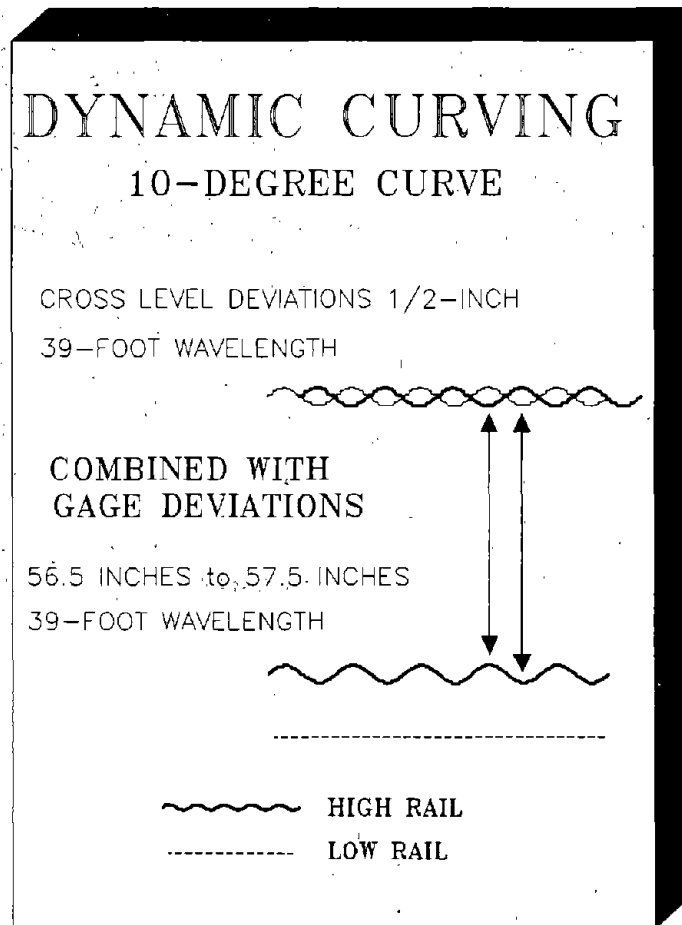 DYNAMIC CURVING
10-DEGREE CURVE
CROSS LEVEL DEVIATIONS 1/2-INCH
39-FOOT WAVELENGTH
COMBINED WITH
GAGE DEVIATIONS
56.5 INCHES to 57.5 INCHES
39-FOOT WAVELENGTH
HIGH RAIL
LOW RAIL